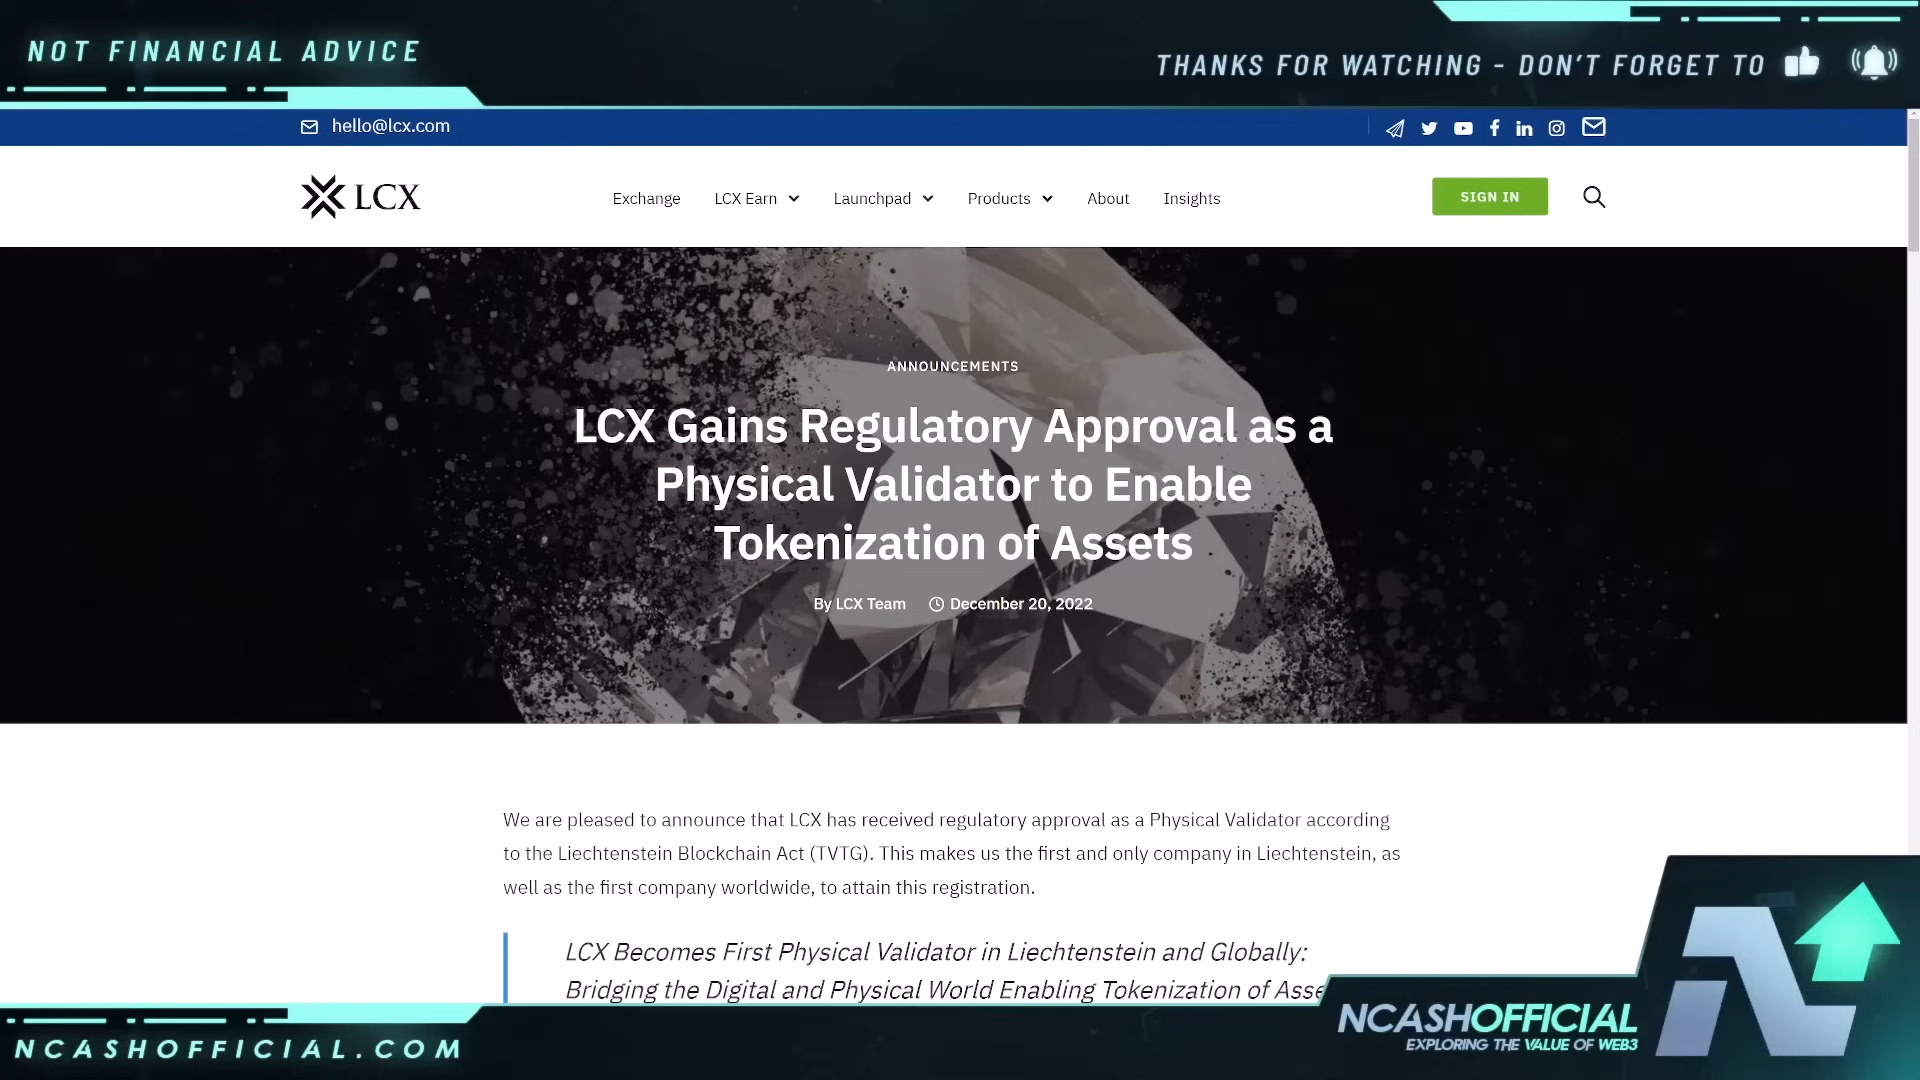 NOT FINANCIAL ADVICE
THANKS FOR WATCHING - DON'T FORGET TO
hello@lcx.com
LCX
Exchange LCX Earn Launchpad Products About Insights
SIGN IN
ANNOUNCEMENTS
LCX Gains Regulatory Approval as a
Physical Validator to Enable
Tokenization of Assets
By LCX Team December 20, 2022
We are pleased to announce that LCX has received regulatory approval as a Physical Validator according
to the Liechtenstein Blockchain Act (TVTG). This makes us the first and only company in Liechtenstein, as
well as the first company worldwide, to attain this registration.
LCX Becomes First Physical Validator in Liechtenstein and Globally:
Bridging the Digital and Physical World Enabling Tokenization of
NCASHOFFICIAL.COM
NCASHOFFICIAL
EXPLORING THE VALUE OF WEB3